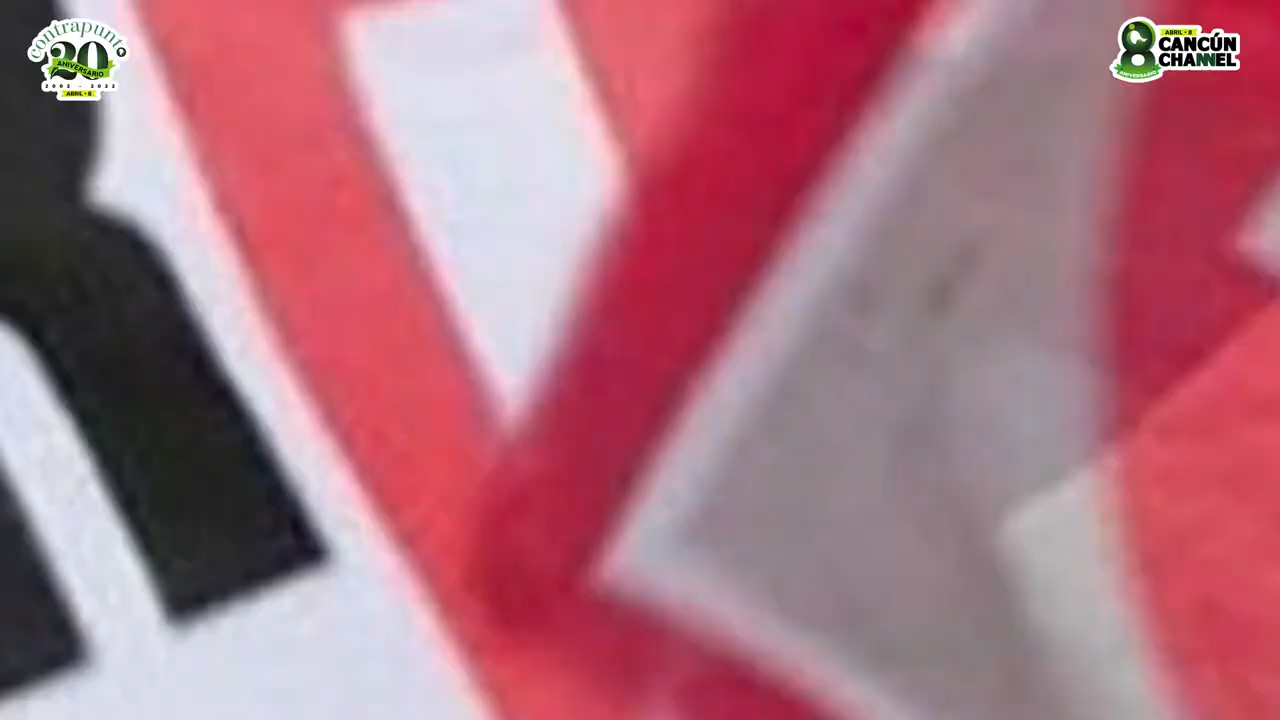 contrapunto
20
ANIVERSARIO
2002 - 2022
ABRIL - 8
8
ABRIL - 8
CANCÚN
CHANNEL
ANIVERSARIO